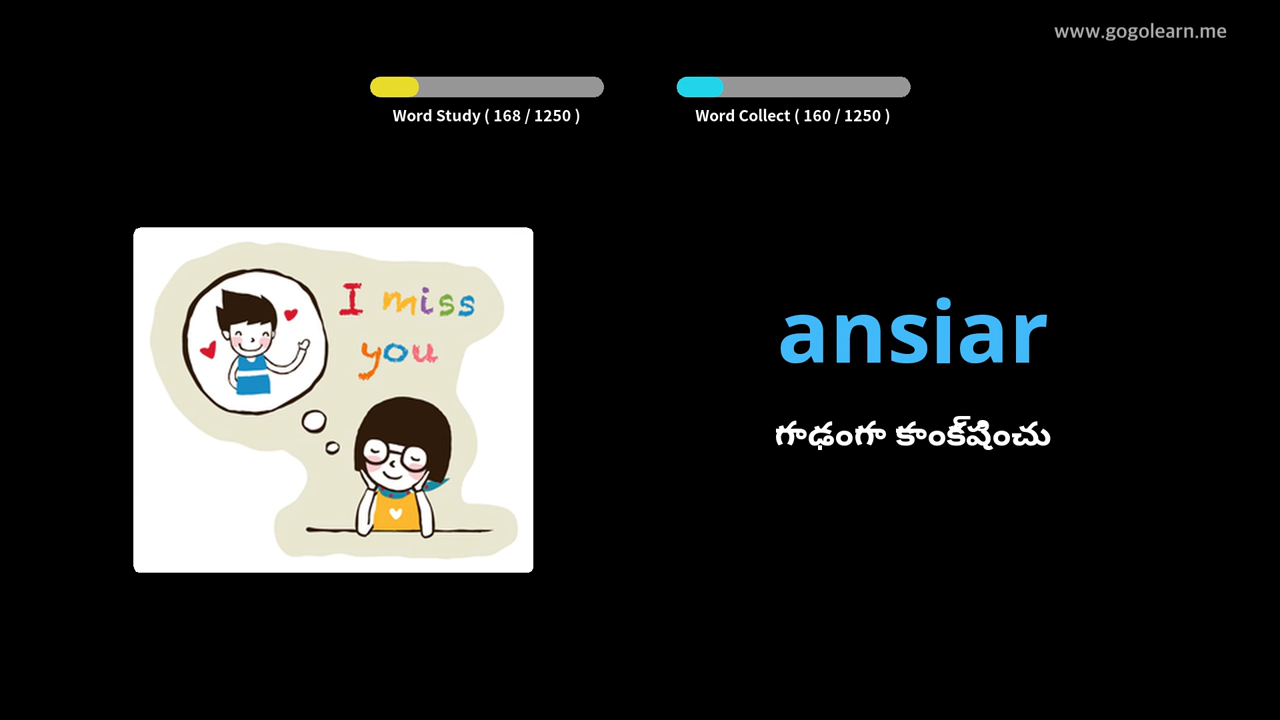 www.gogolearn.me
Word Study ( 168 / 1250 )
Word Collect ( 160 / 1250 )
I miss
you
ansiar
గాఢంగా కాంక్‌షించు